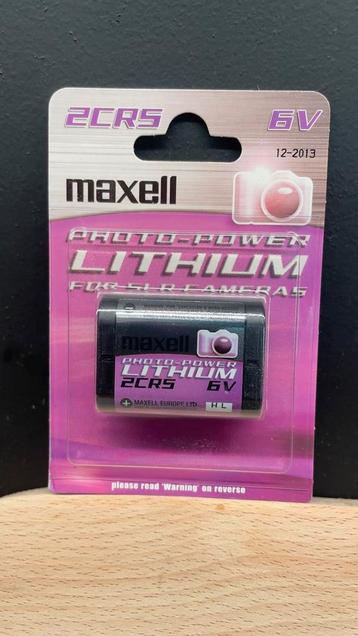 2CR5 6V
12-2013
maxell
PHOTO-POWER
LITHIUM
FOR SLR CAMERAS
maxell
PHOTO-POWER
LITHIUM
2CR5 6V
MAXELL EUROPE LTD
HL
please read 'Warning' on reverse